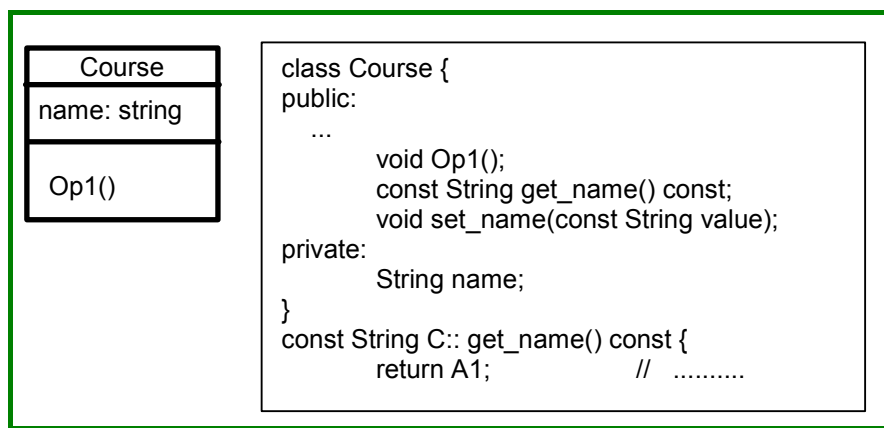 Course
name: string
Op1()
class Course {
public:
...
void Op1();
const String get_name() const;
void set_name(const String value);
private:
String name;
}
const String C:: get_name() const {
return A1; // ..........